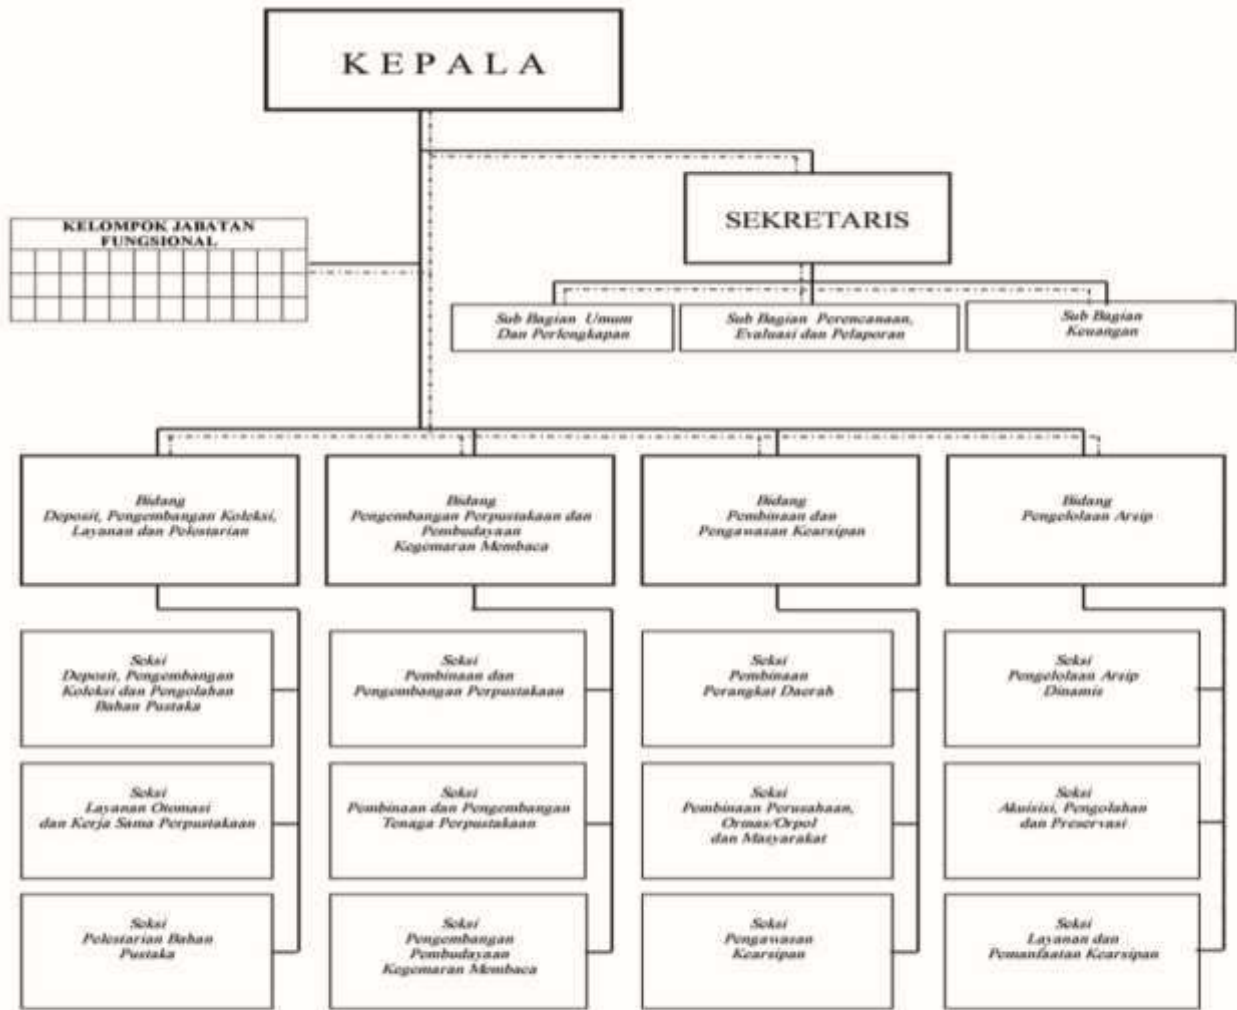 K E P A L A
SEKRETARIS
KELOMPOK JABATAN
FUNGSIONAL
Sub Bagian Umum
Dan Perlengkapan
Sub Bagian Perencanaan,
Evaluasi dan Pelaporan
Sub Bagian
Keuangan
Bidang
Deposit, Pengembangan Koleksi,
Layanan dan Pelestarian
Bidang
Pengembangan Perpustakaan dan
Pembudayaan
Kegemaran Membaca
Bidang
Pembinaan dan
Pengawasan Kearsipan
Bidang
Pengelolaan Arsip
Seksi
Deposit, Pengembangan
Koleksi dan Pengolahan
Bahan Pustaka
Seksi
Pembinaan dan
Pengembangan Perpustakaan
Seksi
Pembinaan
Perangkat Daerah
Seksi
Pengelolaan Arsip
Dinamis
Seksi
Layanan Otomasi
dan Kerja Sama Perpustakaan
Seksi
Pembinaan dan Pengembangan
Tenaga Perpustakaan
Seksi
Pembinaan Perusahaan,
Ormas/Orpol
dan Masyarakat
Seksi
Akuisisi, Pengolahan
dan Preservasi
Seksi
Pelestarian Bahan
Pustaka
Seksi
Pengembangan
Pembudayaan
Kegemaran Membaca
Seksi
Pengawasan
Kearsipan
Seksi
Layanan dan
Pemanfaatan Kearsipan